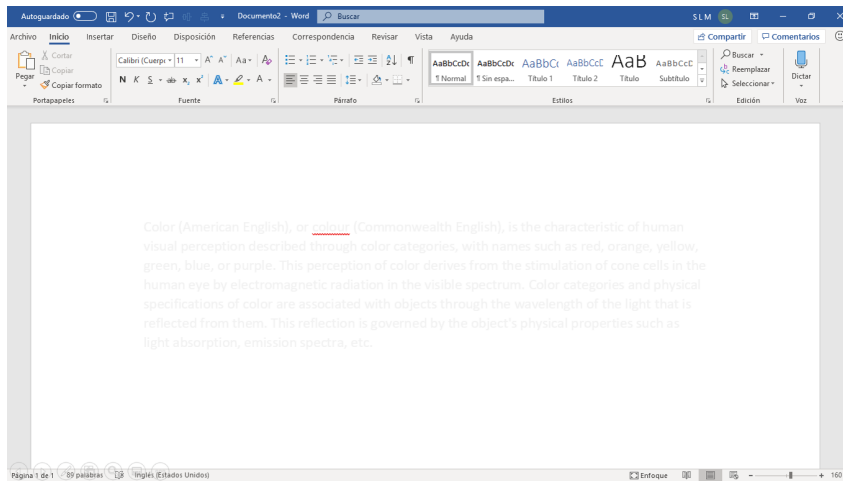 Autoguardado Documento2 - Word Buscar S L M SL
Archivo Inicio Insertar Diseño Disposición Referencias Correspondencia Revisar Vista Ayuda Compartir Comentarios
Pegar
Cortar
Copiar
Copiar formato
Portapapeles
Calibri (Cuerpo 11 A A Aa A
N K S ab x₂ x² A A
Fuente
Párrafo
AaBbCcDc AaBbCcDc AaBbCc AaBbCcE AaB AaBbCcE
¶ Normal ¶ Sin espa... Título 1 Título 2 Título Subtítulo
Estilos
Buscar
Reemplazar
Seleccionar
Edición
Dictar
Voz
Color (American English), or colour (Commonwealth English), is the characteristic of human
visual perception described through color categories, with names such as red, orange, yellow,
green, blue, or purple. This perception of color derives from the stimulation of cone cells in the
human eye by electromagnetic radiation in the visible spectrum. Color categories and physical
specifications of color are associated with objects through the wavelength of the light that is
reflected from them. This reflection is governed by the object's physical properties such as
light absorption, emission spectra, etc.
Página 1 de 1 89 palabras Inglés (Estados Unidos) Enfoque - + 160